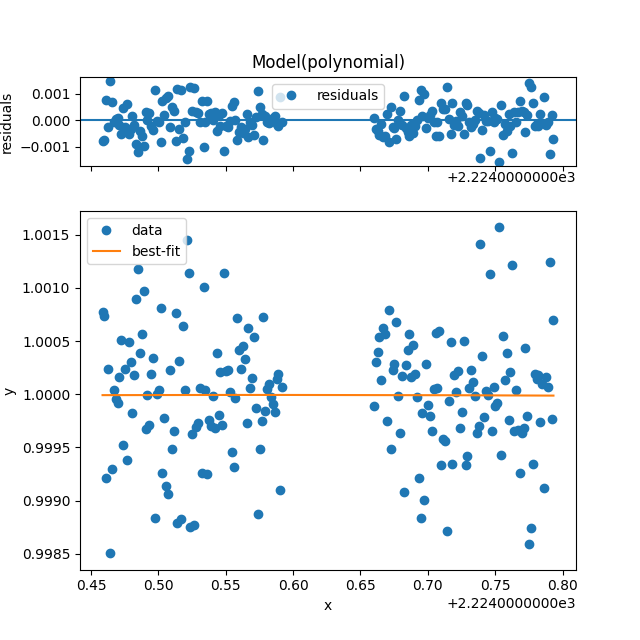 Model(polynomial)
residuals
0.001
0.000
−0.001
residuals
+2.2240000000e3
data
best-fit
y
1.0015
1.0010
1.0005
1.0000
0.9995
0.9990
0.9985
0.45 0.50 0.55 0.60 0.65 0.70 0.75 0.80
x
+2.2240000000e3